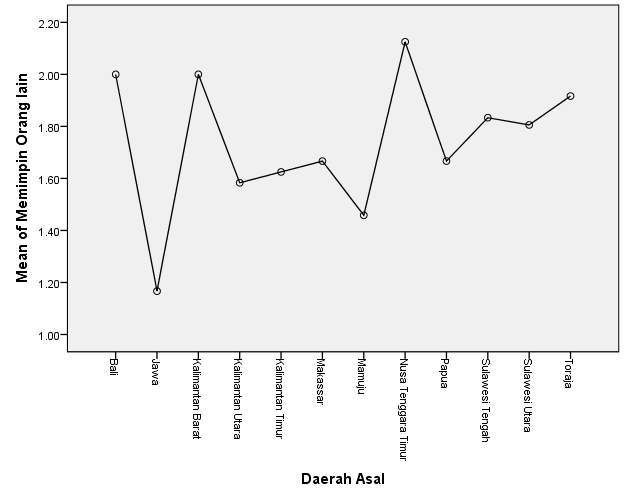 2.20
2.00
1.80
1.60
1.40
1.20
1.00
Mean of Memimpin Orang lain
Bali
Jawa
Kalimantan Barat
Kalimantan Utara
Kalimantan Timur
Makassar
Mamuju
Nusa Tenggara Timur
Papua
Sulawesi Tengah
Sulawesi Utara
Toraja
Daerah Asal